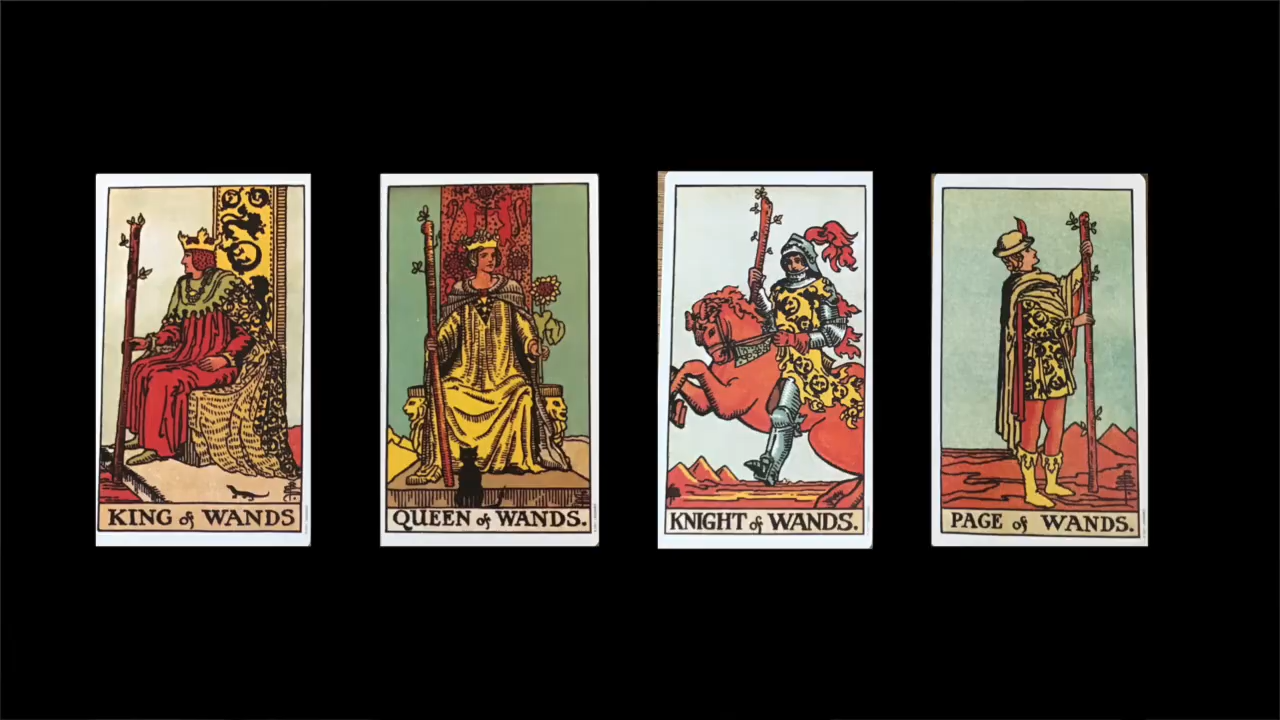 KING of WANDS
QUEEN of WANDS.
KNIGHT of WANDS.
PAGE of WANDS.